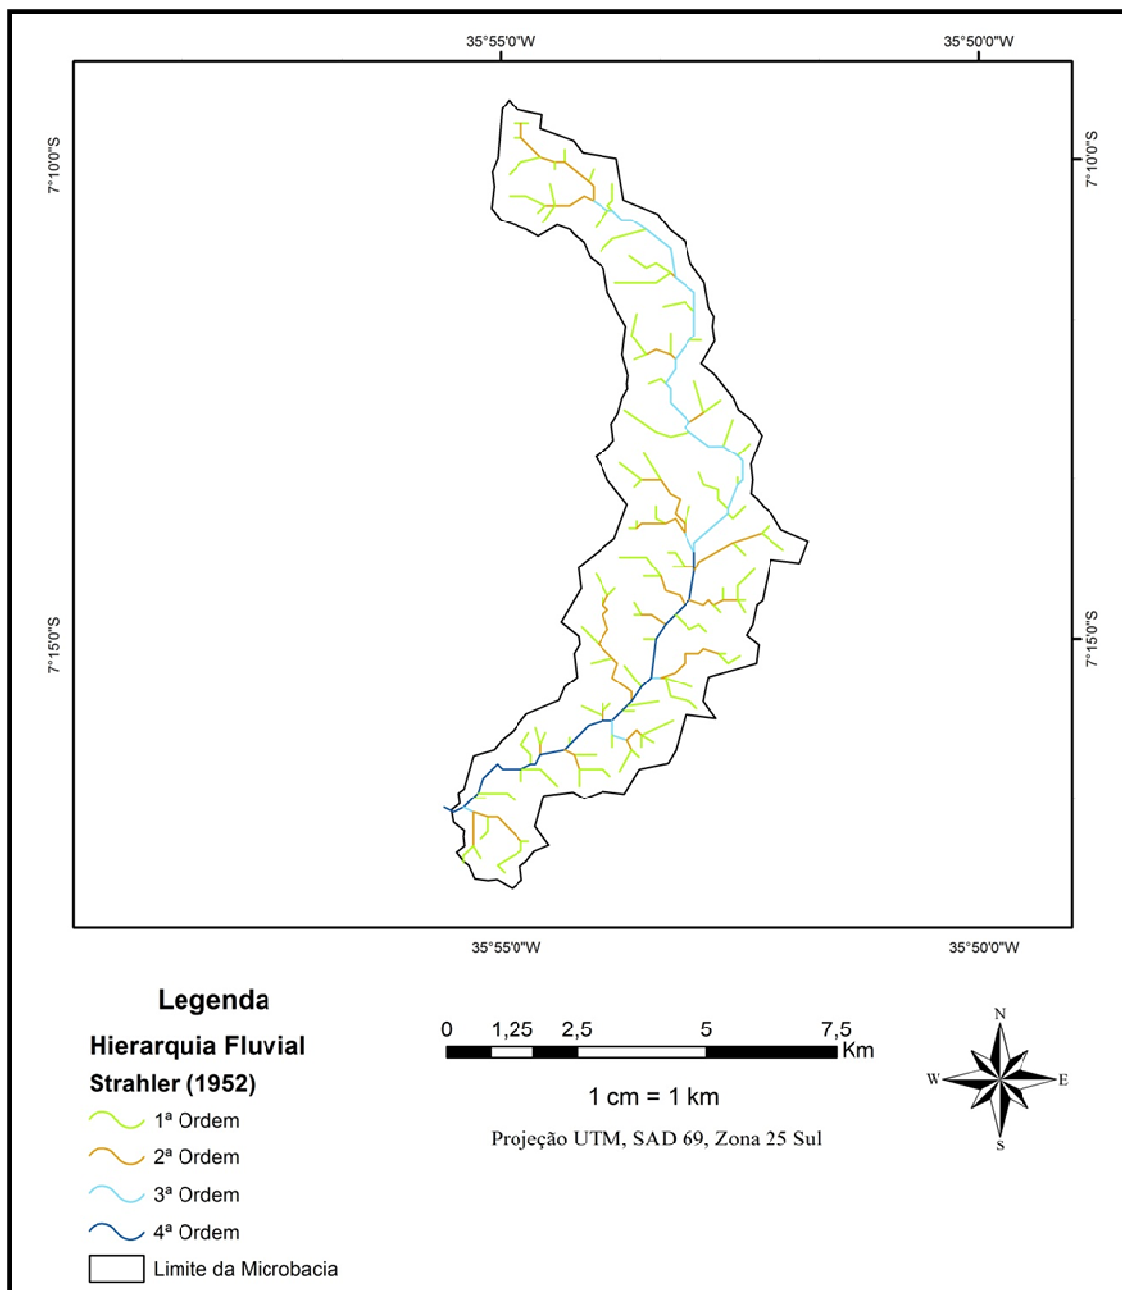 35°55'0"W 35°50'0"W
7°10'0"S 7°10'0"S
7°15'0"S 7°15'0"S
35°55'0"W 35°50'0"W
Legenda
Hierarquia Fluvial
Strahler (1952)
1ª Ordem
2ª Ordem
3ª Ordem
4ª Ordem
Limite da Microbacia
0 1,25 2,5 5 7,5
Km
1 cm = 1 km
Projeção UTM, SAD 69, Zona 25 Sul
N
W E
S